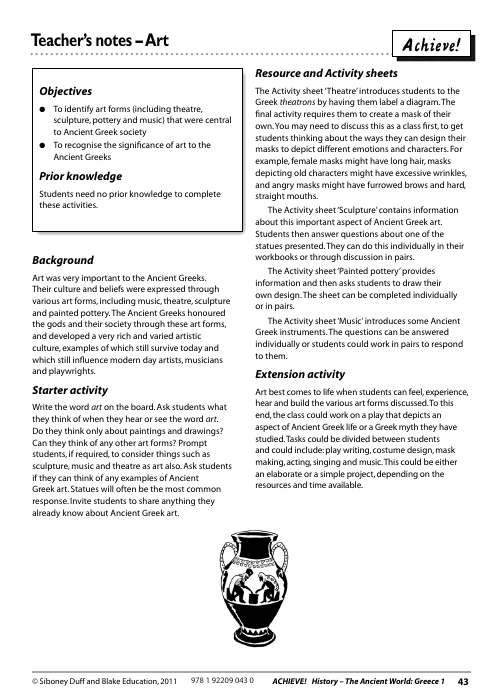 Teacher's notes – Art
Achieve!
Objectives
● To identify art forms (including theatre,
sculpture, pottery and music) that were central
to Ancient Greek society
● To recognise the significance of art to the
Ancient Greeks
Prior knowledge
Students need no prior knowledge to complete
these activities.
Background
Art was very important to the Ancient Greeks.
Their culture and beliefs were expressed through
various art forms, including music, theatre, sculpture
and painted pottery. The Ancient Greeks honoured
the gods and their society through these art forms,
and developed a very rich and varied artistic
culture, examples of which still survive today and
which still influence modern day artists, musicians
and playwrights.
Starter activity
Write the word art on the board. Ask students what
they think of when they hear or see the word art.
Do they think only about paintings and drawings?
Can they think of any other art forms? Prompt
students, if required, to consider things such as
sculpture, music and theatre as art also. Ask students
if they can think of any examples of Ancient
Greek art. Statues will often be the most common
response. Invite students to share anything they
already know about Ancient Greek art.
Resource and Activity sheets
The Activity sheet 'Theatre' introduces students to the
Greek theatrons by having them label a diagram. The
final activity requires them to create a mask of their
own. You may need to discuss this as a class first, to get
students thinking about the ways they can design their
masks to depict different emotions and characters. For
example, female masks might have long hair, masks
depicting old characters might have excessive wrinkles,
and angry masks might have furrowed brows and hard,
straight mouths.
The Activity sheet 'Sculpture' contains information
about this important aspect of Ancient Greek art.
Students then answer questions about one of the
statues presented. They can do this individually in their
workbooks or through discussion in pairs.
The Activity sheet 'Painted pottery' provides
information and then asks students to draw their
own design. The sheet can be completed individually
or in pairs.
The Activity sheet 'Music' introduces some Ancient
Greek instruments. The questions can be answered
individually or students could work in pairs to respond
to them.
Extension activity
Art best comes to life when students can feel, experience,
hear and build the various art forms discussed. To this
end, the class could work on a play that depicts an
aspect of Ancient Greek life or a Greek myth they have
studied. Tasks could be divided between students
and could include: play writing, costume design, mask
making, acting, singing and music. This could be either
an elaborate or a simple project, depending on the
resources and time available.
© Siboney Duff and Blake Education, 2011 978 1 92209 043 0 ACHIEVE! History – The Ancient World: Greece 1 43